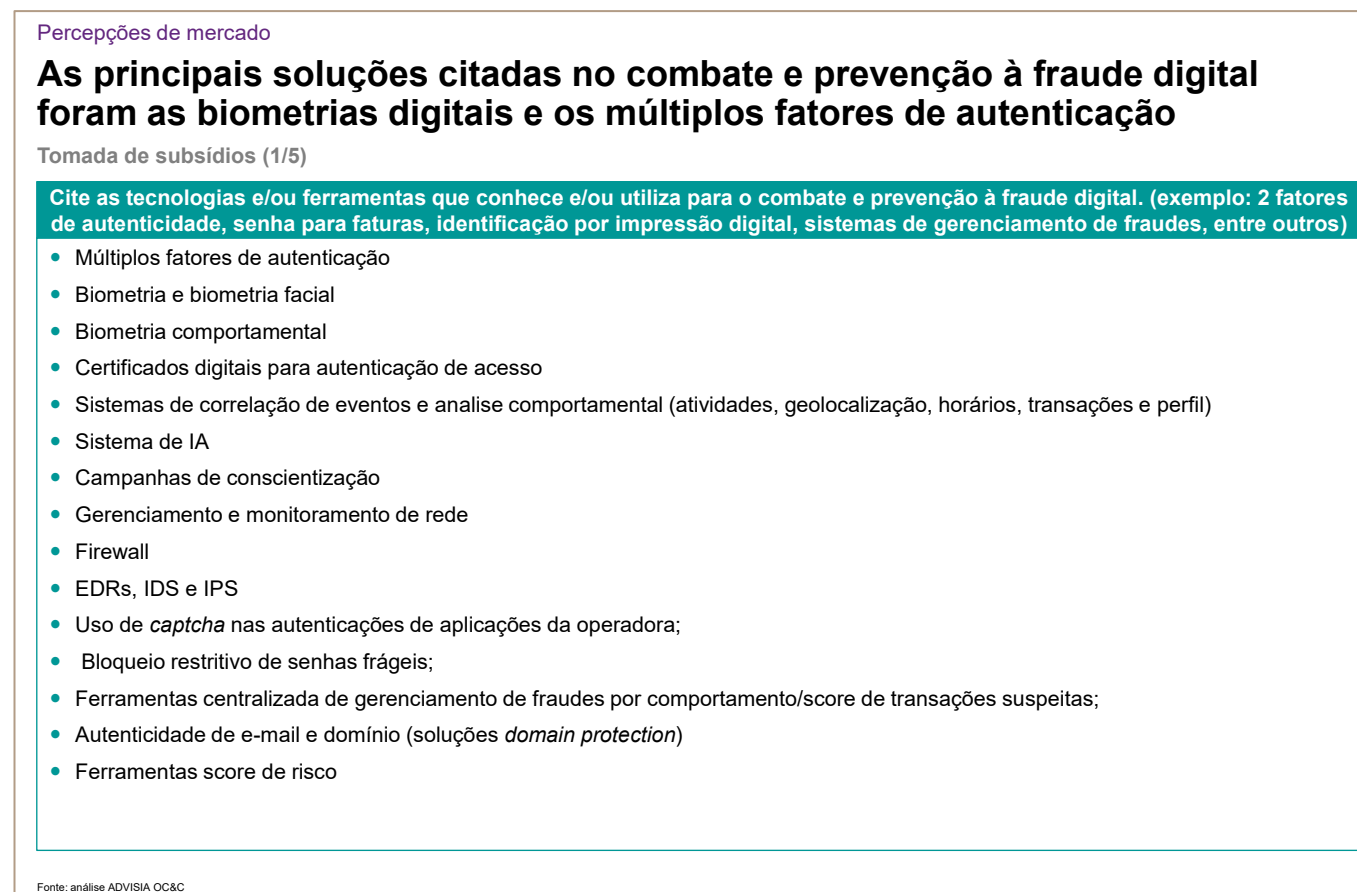 Percepções de mercado
As principais soluções citadas no combate e prevenção à fraude digital
foram as biometrias digitais e os múltiplos fatores de autenticação
Tomada de subsídios (1/5)
Cite as tecnologias e/ou ferramentas que conhece e/ou utiliza para o combate e prevenção à fraude digital. (exemplo: 2 fatores
de autenticidade, senha para faturas, identificação por impressão digital, sistemas de gerenciamento de fraudes, entre outros)
• Múltiplos fatores de autenticação
• Biometria e biometria facial
• Biometria comportamental
• Certificados digitais para autenticação de acesso
• Sistemas de correlação de eventos e analise comportamental (atividades, geolocalização, horários, transações e perfil)
• Sistema de IA
• Campanhas de conscientização
• Gerenciamento e monitoramento de rede
• Firewall
• EDRs, IDS e IPS
• Uso de captcha nas autenticações de aplicações da operadora;
• Bloqueio restritivo de senhas frágeis;
• Ferramentas centralizada de gerenciamento de fraudes por comportamento/score de transações suspeitas;
• Autenticidade de e-mail e domínio (soluções domain protection)
• Ferramentas score de risco
Fonte: análise ADVISIA OC&C